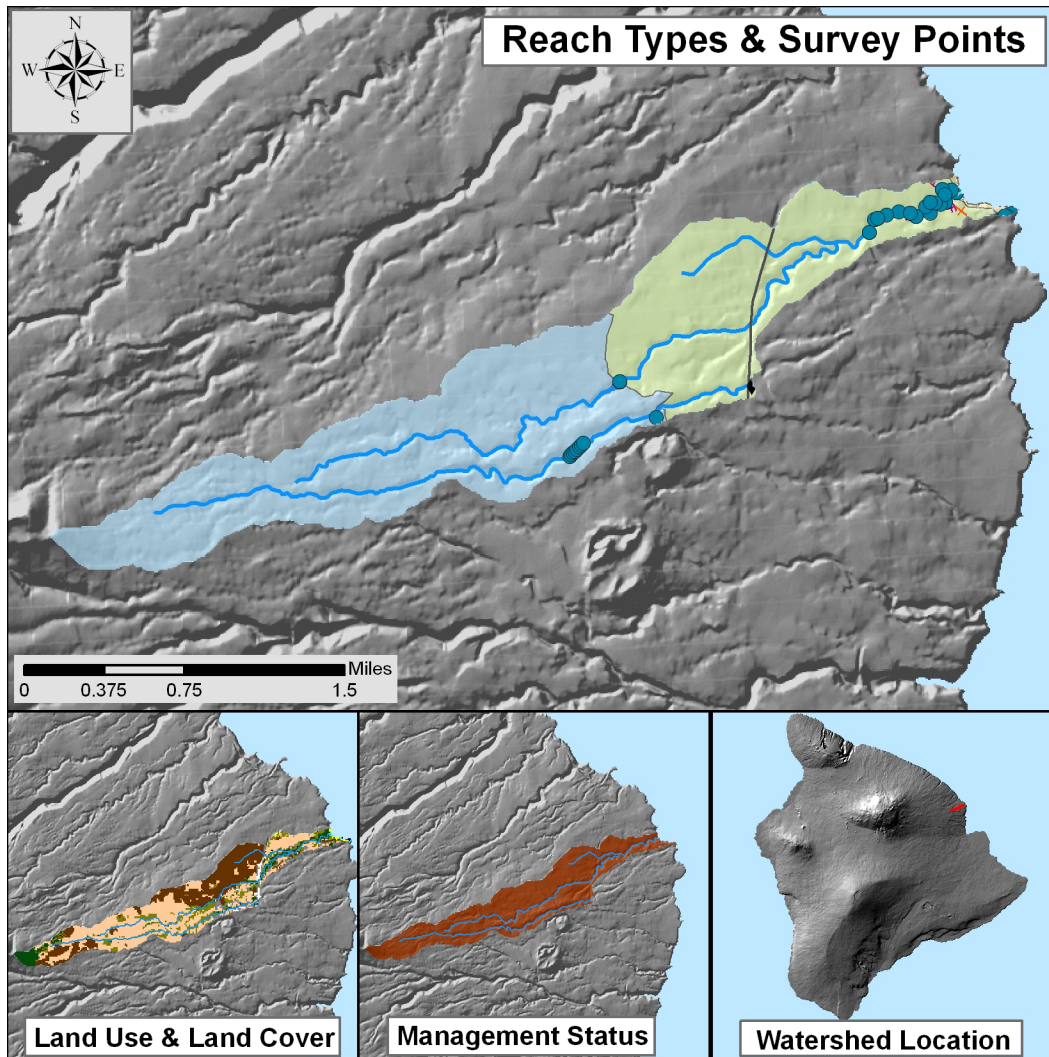 Reach Types & Survey Points
N
W E
S
Miles
0 0.375 0.75 1.5
Land Use & Land Cover
Management Status
Watershed Location